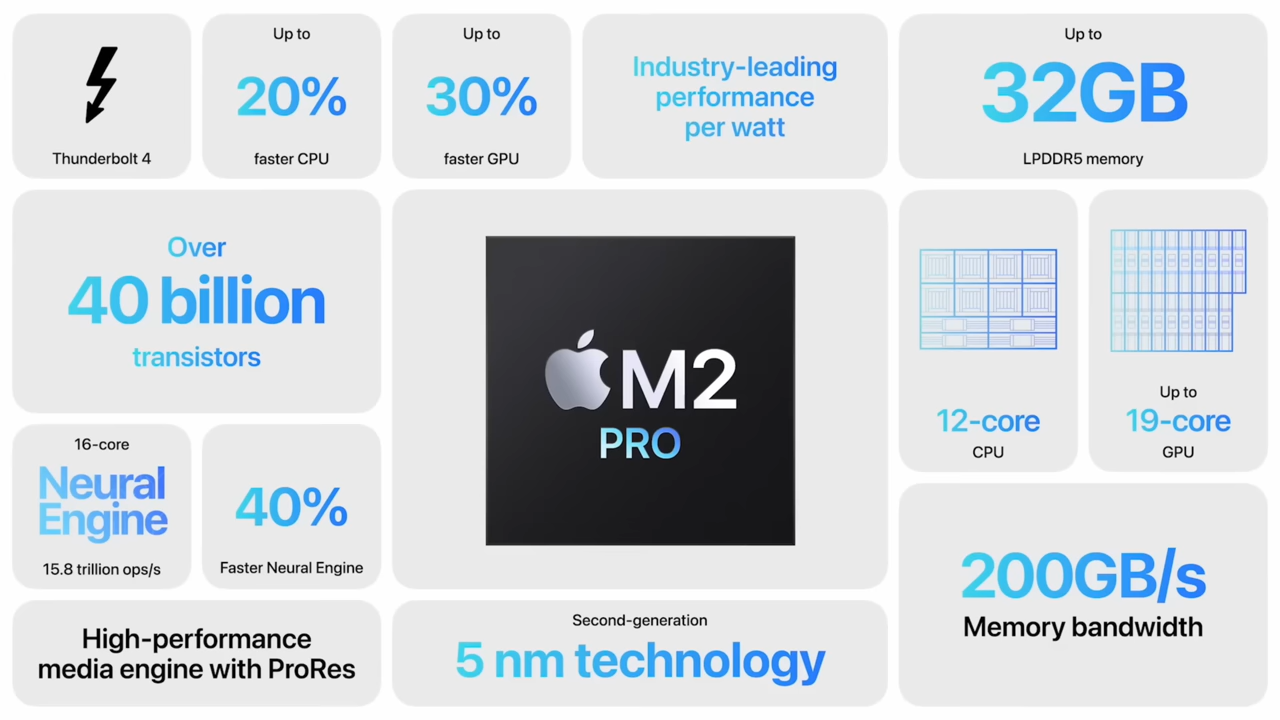 Thunderbolt 4
Up to
20%
faster CPU
Up to
30%
faster GPU
Industry-leading
performance
per watt
Up to
32GB
LPDDR5 memory
Over
40 billion
transistors
M2
PRO
12-core
CPU
Up to
19-core
GPU
16-core
Neural
Engine
15.8 trillion ops/s
40%
Faster Neural Engine
200GB/s
Memory bandwidth
High-performance
media engine with ProRes
Second-generation
5 nm technology